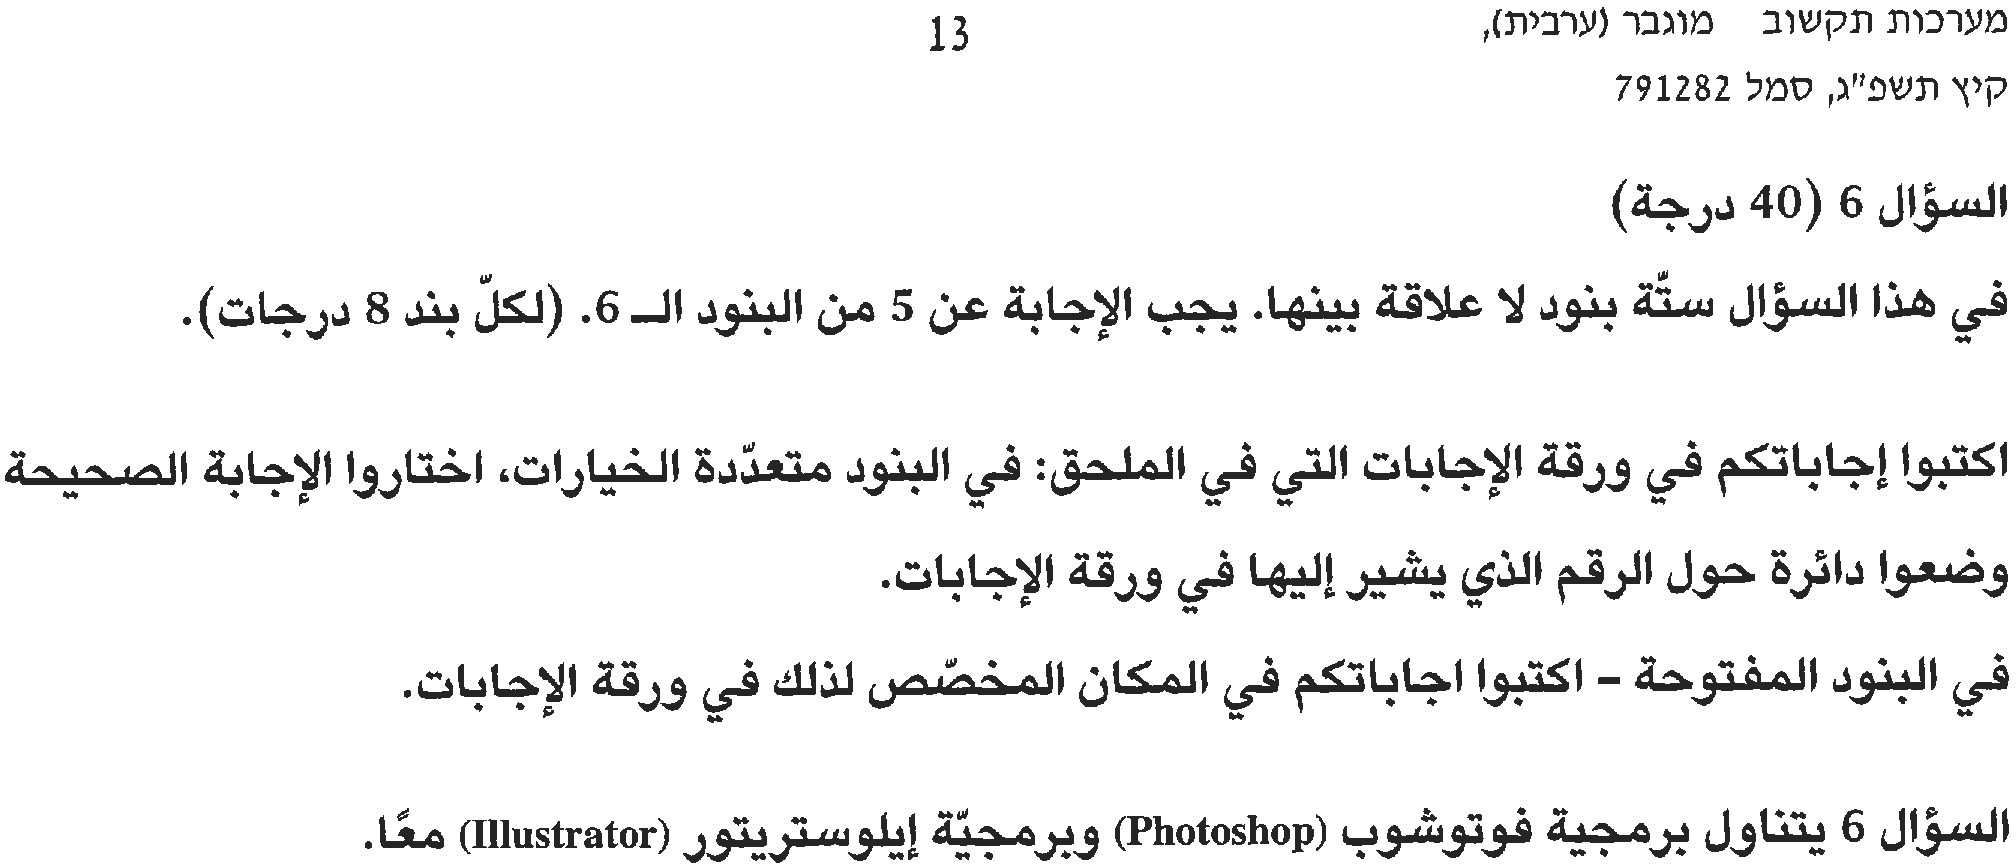 מערכות תקשוב מוגבר (ערבית),
13
קיץ תשפ"ג, סמל 791282
السؤال 6 (40 درجة)
في هذا السؤال ستّة بنود لا علاقة بينها. يجب الإجابة عن 5 من البنود الـ 6. (لكلّ بند 8 درجات).
اكتبوا إجاباتكم في ورقة الإجابات التي في الملحق: في البنود متعدّدة الخيارات، اختاروا الإجابة الصحيحة
وضعوا دائرة حول الرقم الذي يشير إليها في ورقة الإجابات.
في البنود المفتوحة – اكتبوا اجاباتكم في المكان المخصّص لذلك في ورقة الإجابات.
السؤال 6 يتناول برمجية فوتوشوب (Photoshop) وبرمجيّة إيلوستريتور (Illustrator) معًا.